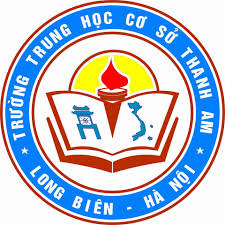 TRƯỜNG TRUNG HỌC CƠ SỞ THANH AM
LONG BIÊN - HÀ NỘI